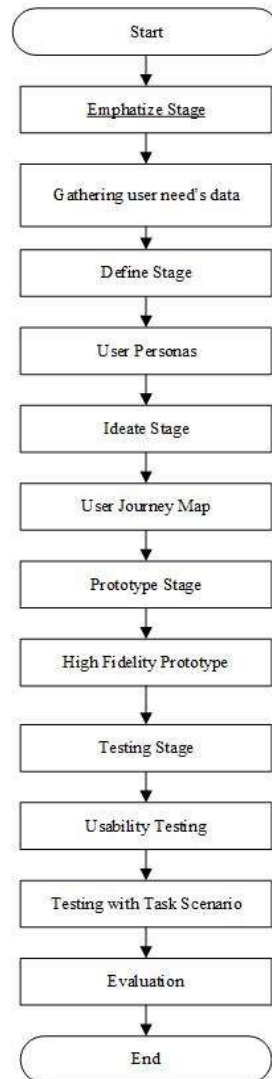 Start
Emphatize Stage
Gathering user need's data
Define Stage
User Personas
Ideate Stage
User Journey Map
Prototype Stage
High Fidelity Prototype
Testing Stage
Usability Testing
Testing with Task Scenario
Evaluation
End